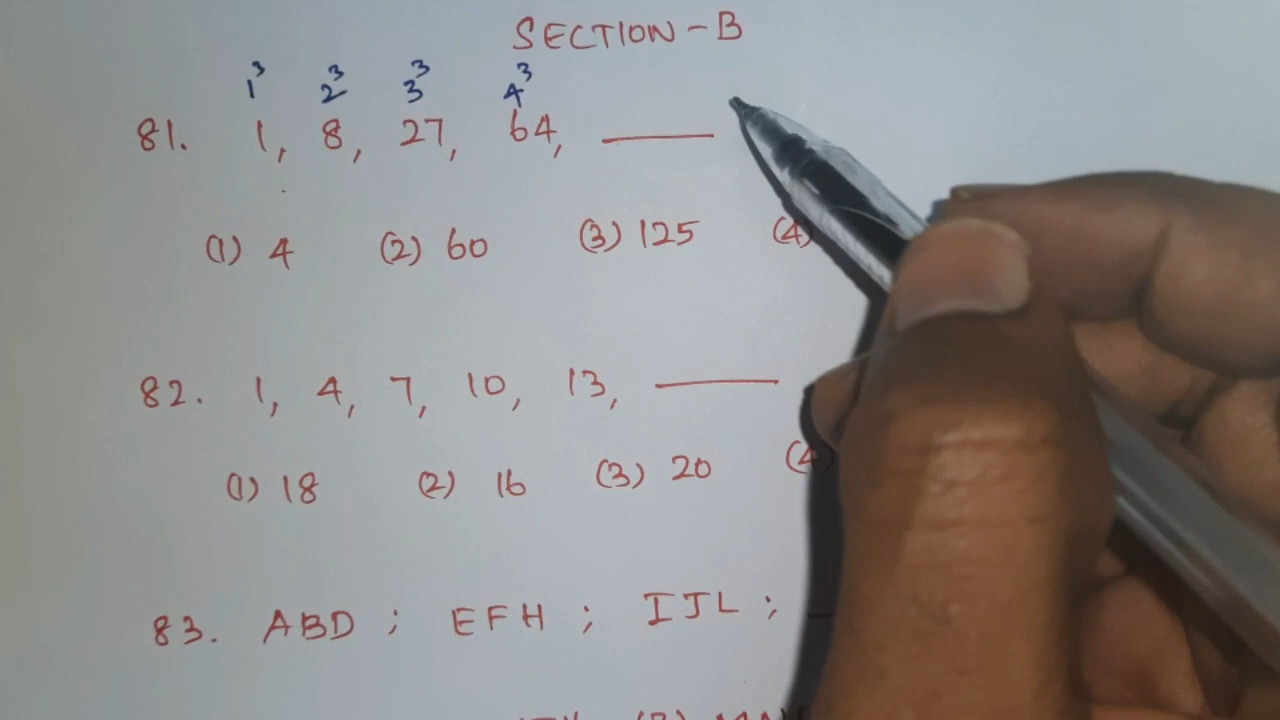 SECTION-B
1³ 2³ 3³ 4³
81. 1, 8, 27, 64, ____
(1) 4 (2) 60 (3) 125 (4)
82. 1, 4, 7, 10, 13, ____
(1) 18 (2) 16 (3) 20 (4)
83. ABD ; EFH ; IJL ;